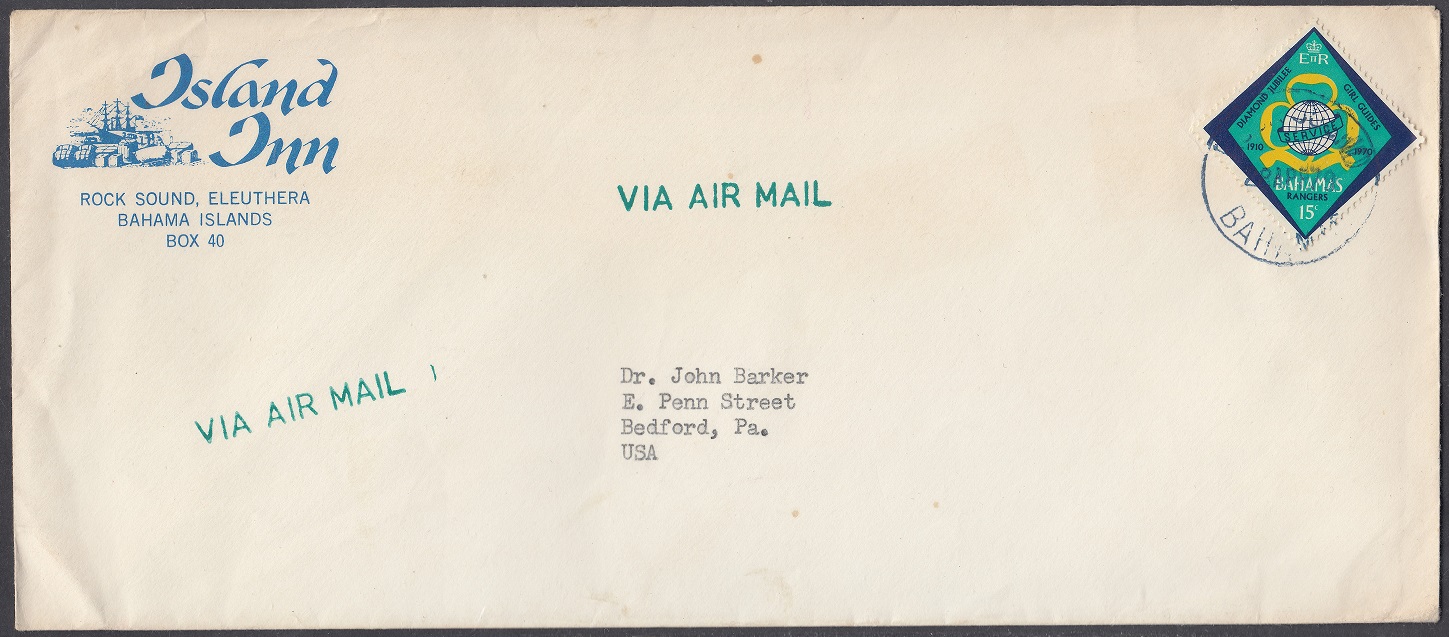 Island
Inn
ROCK SOUND, ELEUTHERA
BAHAMA ISLANDS
BOX 40
VIA AIR MAIL
EIIR
DIAMOND JUBILEE
GIRL GUIDES
SERVICE
1910
1970
BAHAMAS
RANGERS
15c
BAHAMAS
VIA AIR MAIL
Dr. John Barker
E. Penn Street
Bedford, Pa.
USA